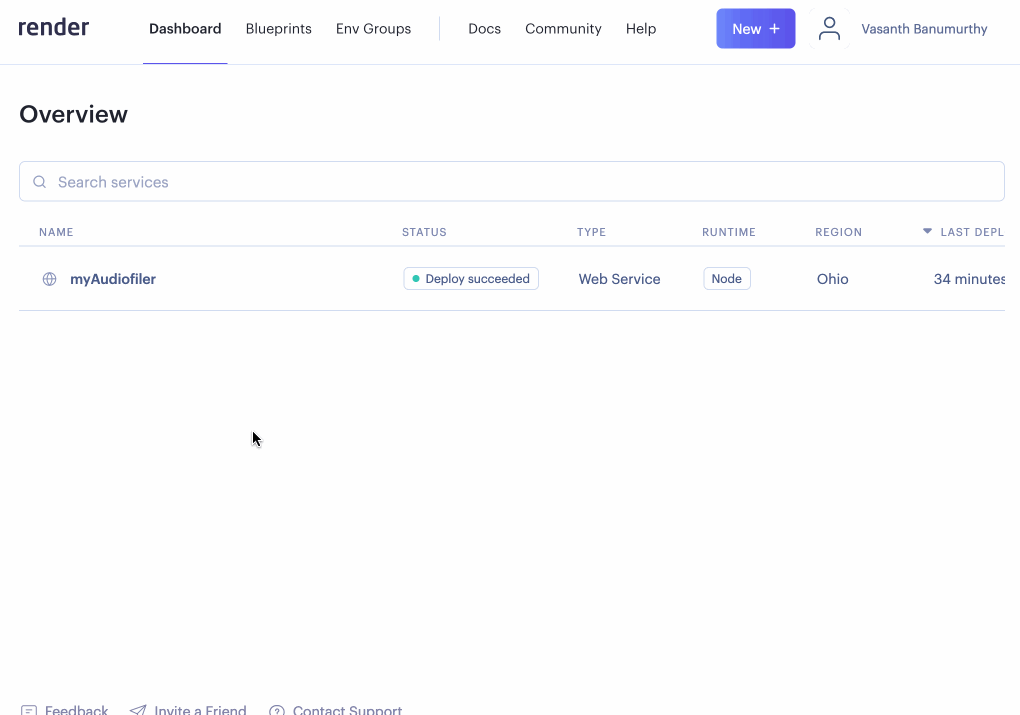 render Dashboard Blueprints Env Groups Docs Community Help New + Vasanth Banumurthy
Overview
Search services
NAME STATUS TYPE RUNTIME REGION LAST DEPL
myAudiofiler Deploy succeeded Web Service Node Ohio 34 minutes
Feedback Invite a Friend Contact Support